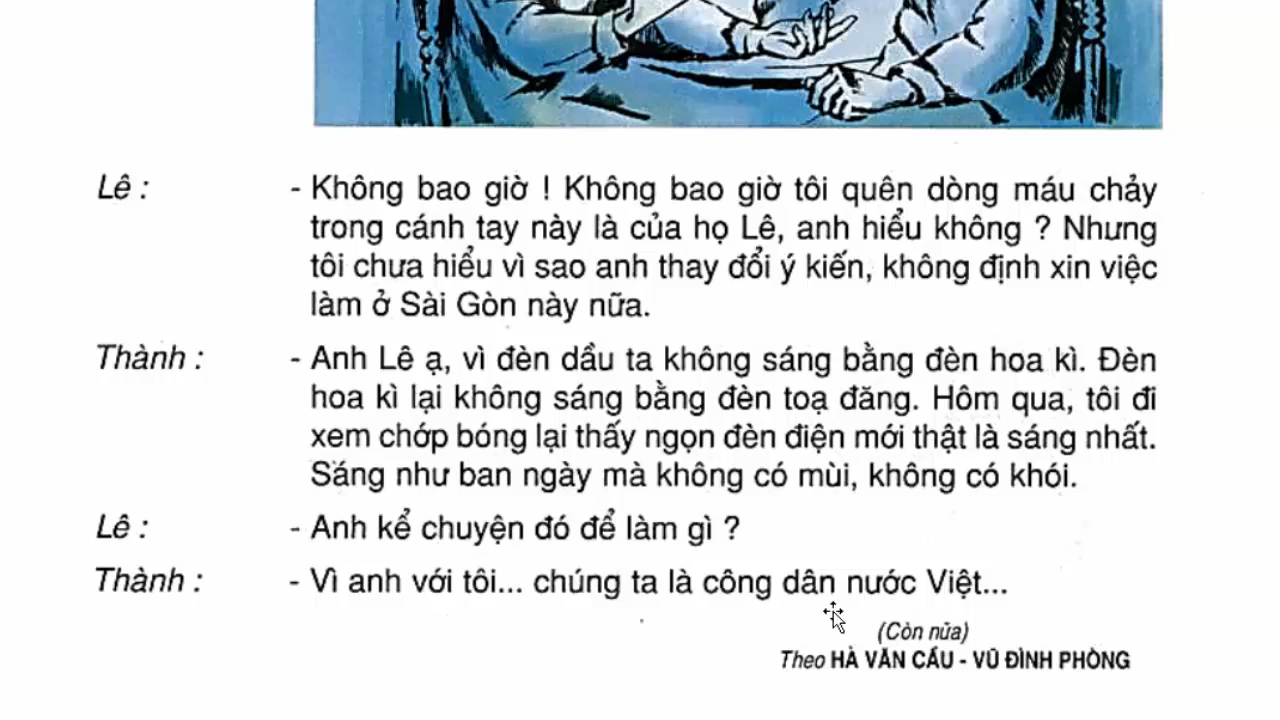 Lê : - Không bao giờ ! Không bao giờ tôi quên dòng máu chảy
trong cánh tay này là của họ Lê, anh hiểu không ? Nhưng
tôi chưa hiểu vì sao anh thay đổi ý kiến, không định xin việc
làm ở Sài Gòn này nữa.
Thành : - Anh Lê ạ, vì đèn dầu ta không sáng bằng đèn hoa kì. Đèn
hoa kì lại không sáng bằng đèn toạ đăng. Hôm qua, tôi đi
xem chớp bóng lại thấy ngọn đèn điện mới thật là sáng nhất.
Sáng như ban ngày mà không có mùi, không có khói.
Lê : - Anh kể chuyện đó để làm gì ?
Thành : - Vì anh với tôi... chúng ta là công dân nước Việt...
(Còn nữa)
Theo HÀ VĂN CẦU - VŨ ĐÌNH PHÒNG